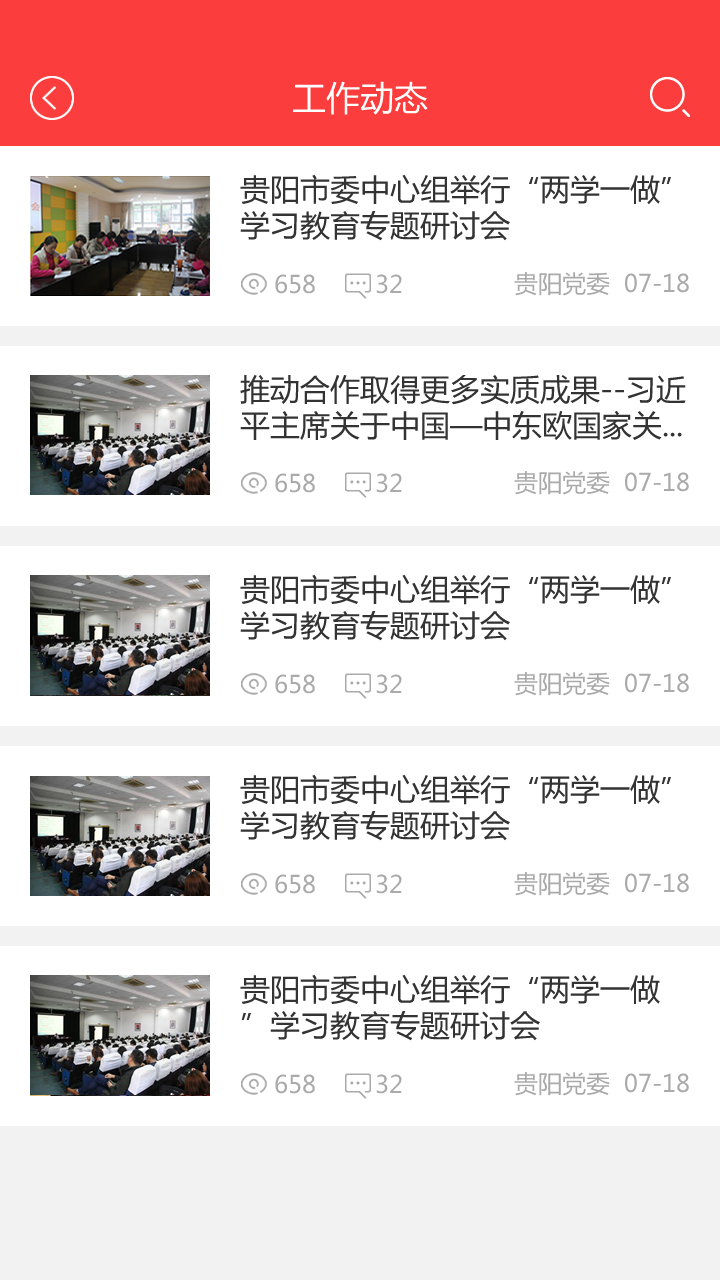 工作动态
贵阳市委中心组举行“两学一做”
学习教育专题研讨会
658 32 贵阳党委 07-18
推动合作取得更多实质成果--习近
平主席关于中国—中东欧国家关...
658 32 贵阳党委 07-18
贵阳市委中心组举行“两学一做”
学习教育专题研讨会
658 32 贵阳党委 07-18
贵阳市委中心组举行“两学一做”
学习教育专题研讨会
658 32 贵阳党委 07-18
贵阳市委中心组举行“两学一做
”学习教育专题研讨会
658 32 贵阳党委 07-18